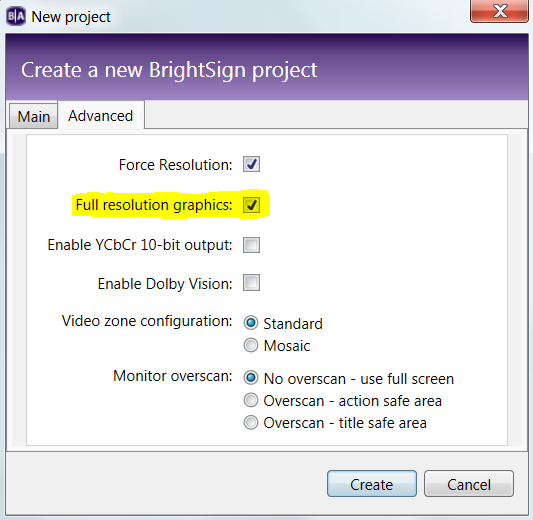 B|A New project
Create a new BrightSign project
Main Advanced
Force Resolution:
Full resolution graphics:
Enable YCbCr 10-bit output:
Enable Dolby Vision:
Video zone configuration: Standard
Mosaic
Monitor overscan: No overscan - use full screen
Overscan - action safe area
Overscan - title safe area
Create Cancel